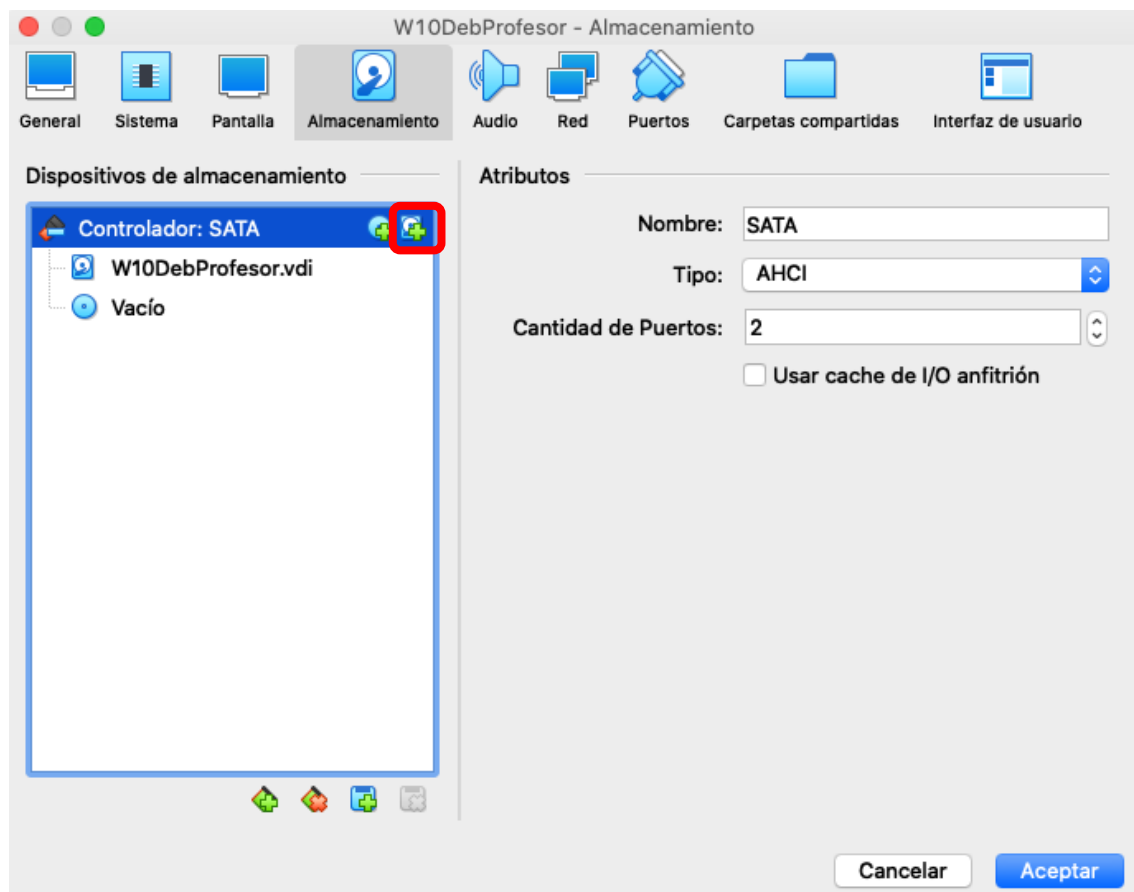 W10DebProfesor - Almacenamiento
General Sistema Pantalla Almacenamiento Audio Red Puertos Carpetas compartidas Interfaz de usuario
Dispositivos de almacenamiento
Controlador: SATA
W10DebProfesor.vdi
Vacío
Atributos
Nombre: SATA
Tipo: AHCI
Cantidad de Puertos: 2
Usar cache de I/O anfitrión
Cancelar Aceptar